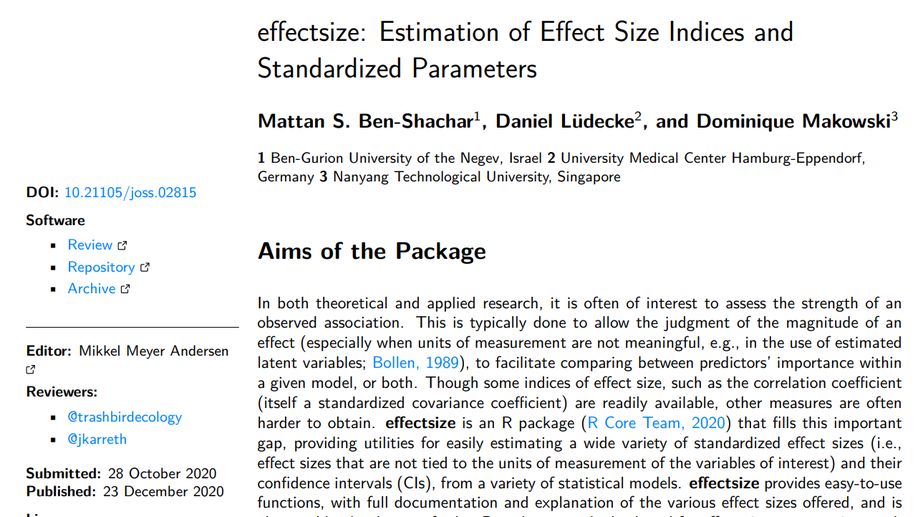 effectsize: Estimation of Effect Size Indices and
Standardized Parameters
Mattan S. Ben-Shachar1, Daniel Lüdecke2, and Dominique Makowski3
1 Ben-Gurion University of the Negev, Israel 2 University Medical Center Hamburg-Eppendorf,
Germany 3 Nanyang Technological University, Singapore
DOI: 10.21105/joss.02815
Software
Review
Repository
Archive
Editor: Mikkel Meyer Andersen
Reviewers:
@trashbirdecology
@jkarreth
Submitted: 28 October 2020
Published: 23 December 2020
Aims of the Package
In both theoretical and applied research, it is often of interest to assess the strength of an
observed association. This is typically done to allow the judgment of the magnitude of an
effect (especially when units of measurement are not meaningful, e.g., in the use of estimated
latent variables; Bollen, 1989), to facilitate comparing between predictors' importance within
a given model, or both. Though some indices of effect size, such as the correlation coefficient
(itself a standardized covariance coefficient) are readily available, other measures are often
harder to obtain. effectsize is an R package (R Core Team, 2020) that fills this important
gap, providing utilities for easily estimating a wide variety of standardized effect sizes (i.e.,
effect sizes that are not tied to the units of measurement of the variables of interest) and their
confidence intervals (CIs), from a variety of statistical models. effectsize provides easy-to-use
functions, with full documentation and explanation of the various effect sizes offered, and is